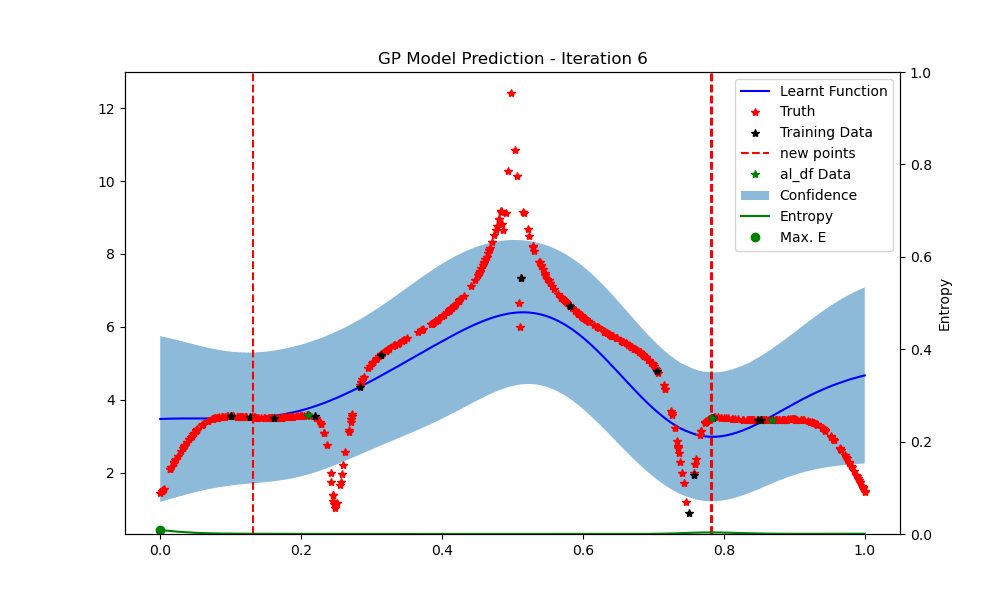 GP Model Prediction - Iteration 6
12
10
8
6
4
2
0.0
0.2
0.4
0.6
0.8
1.0
1.0
0.8
0.6
0.4
0.2
0.0
Entropy
Learnt Function
Truth
Training Data
new points
al_df Data
Confidence
Entropy
Max. E